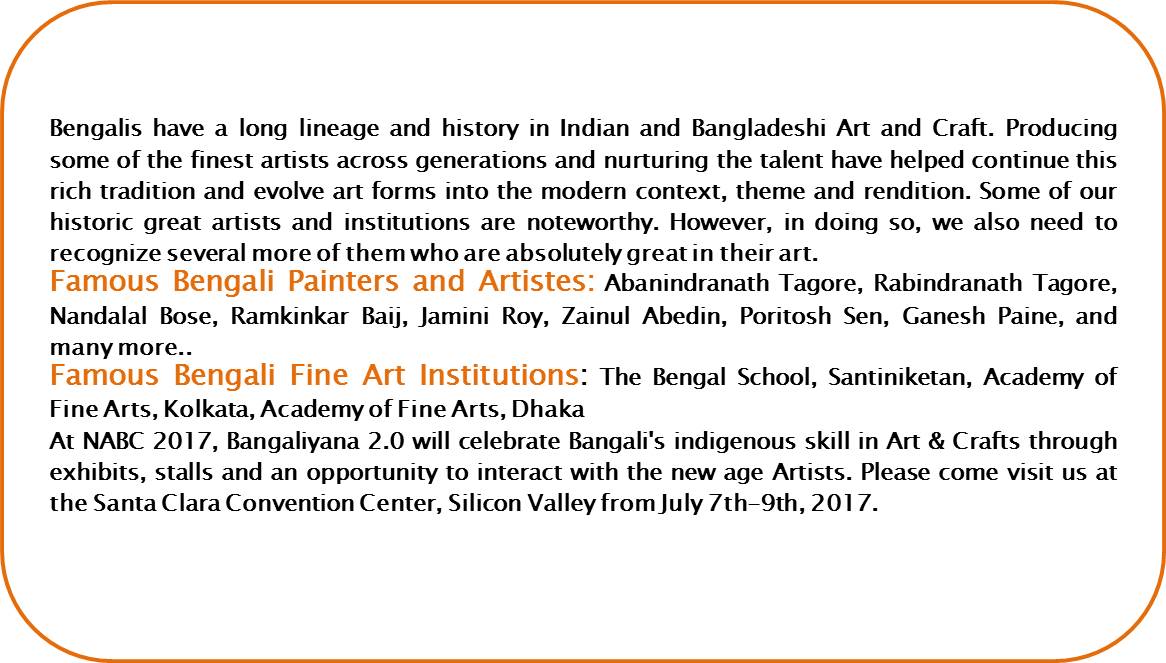 Bengalis have a long lineage and history in Indian and Bangladeshi Art and Craft. Producing
some of the finest artists across generations and nurturing the talent have helped continue this
rich tradition and evolve art forms into the modern context, theme and rendition. Some of our
historic great artists and institutions are noteworthy. However, in doing so, we also need to
recognize several more of them who are absolutely great in their art.
Famous Bengali Painters and Artistes: Abanindranath Tagore, Rabindranath Tagore,
Nandalal Bose, Ramkinkar Baij, Jamini Roy, Zainul Abedin, Poritosh Sen, Ganesh Paine, and
many more..
Famous Bengali Fine Art Institutions: The Bengal School, Santiniketan, Academy of
Fine Arts, Kolkata, Academy of Fine Arts, Dhaka
At NABC 2017, Bangaliyana 2.0 will celebrate Bangali's indigenous skill in Art & Crafts through
exhibits, stalls and an opportunity to interact with the new age Artists. Please come visit us at
the Santa Clara Convention Center, Silicon Valley from July 7th-9th, 2017.